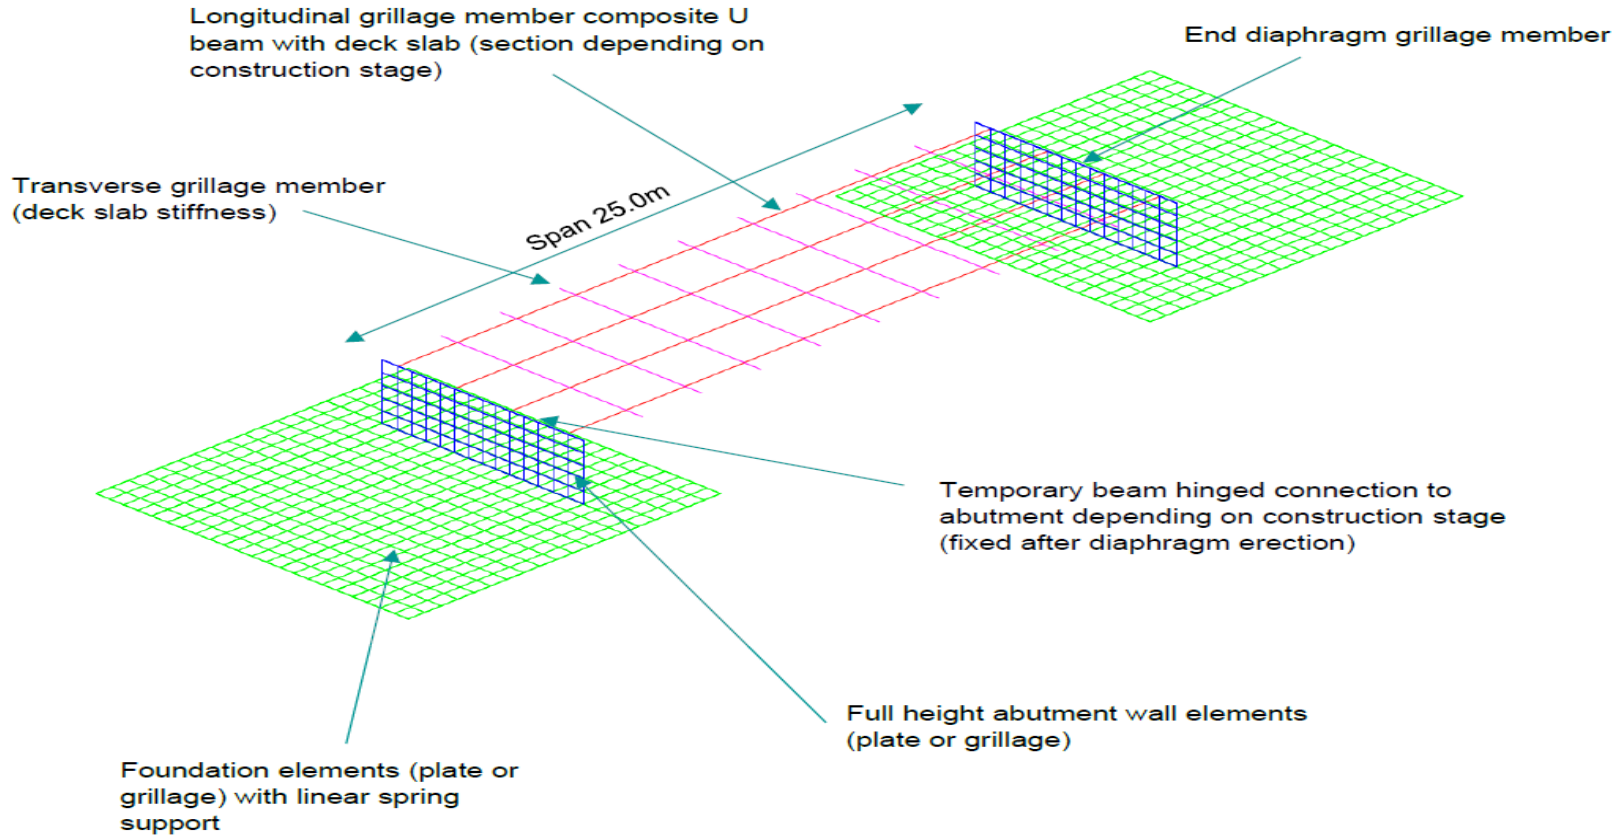 Longitudinal grillage member composite U
beam with deck slab (section depending on
construction stage)
End diaphragm grillage member
Transverse grillage member
(deck slab stiffness)
Span 25.0m
Temporary beam hinged connection to
abutment depending on construction stage
(fixed after diaphragm erection)
Full height abutment wall elements
(plate or grillage)
Foundation elements (plate or
grillage) with linear spring
support